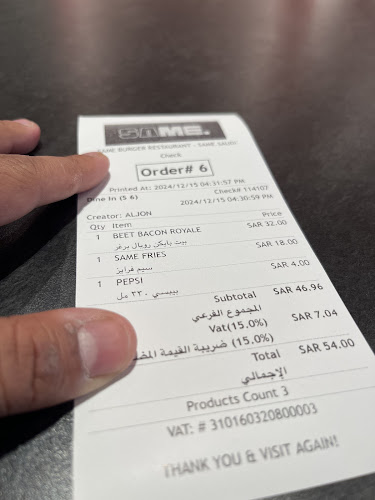 SAME.
SAME BURGER RESTAURANT - SAME SAUDI
Check
Order# 6
Printed At: 2024/12/15 04:31:57 PM
Dine In (S 6) Check# 114107
2024/12/15 04:30:59 PM
Creator: ALJON
Qty Item Price
1 BEET BACON ROYALE SAR 32.00
بيت بايكن رويال برغر
1 SAME FRIES SAR 18.00
سيم فرايز
1 PEPSI SAR 4.00
بيبسي ٣٢٠ مل
Subtotal SAR 46.96
المجموع الفرعي
Vat(15.0%) SAR 7.04
ضريبة القيمة (15.0%)
Total SAR 54.00
الإجمالي
Products Count 3
VAT: # 310160320800003
THANK YOU & VISIT AGAIN!